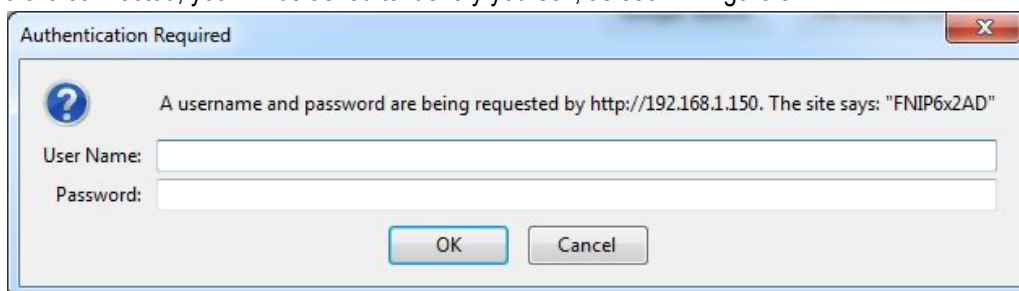 Authentication Required
A username and password are being requested by http://192.168.1.150. The site says: "FNIP6x2AD"
User Name:
Password:
OK
Cancel